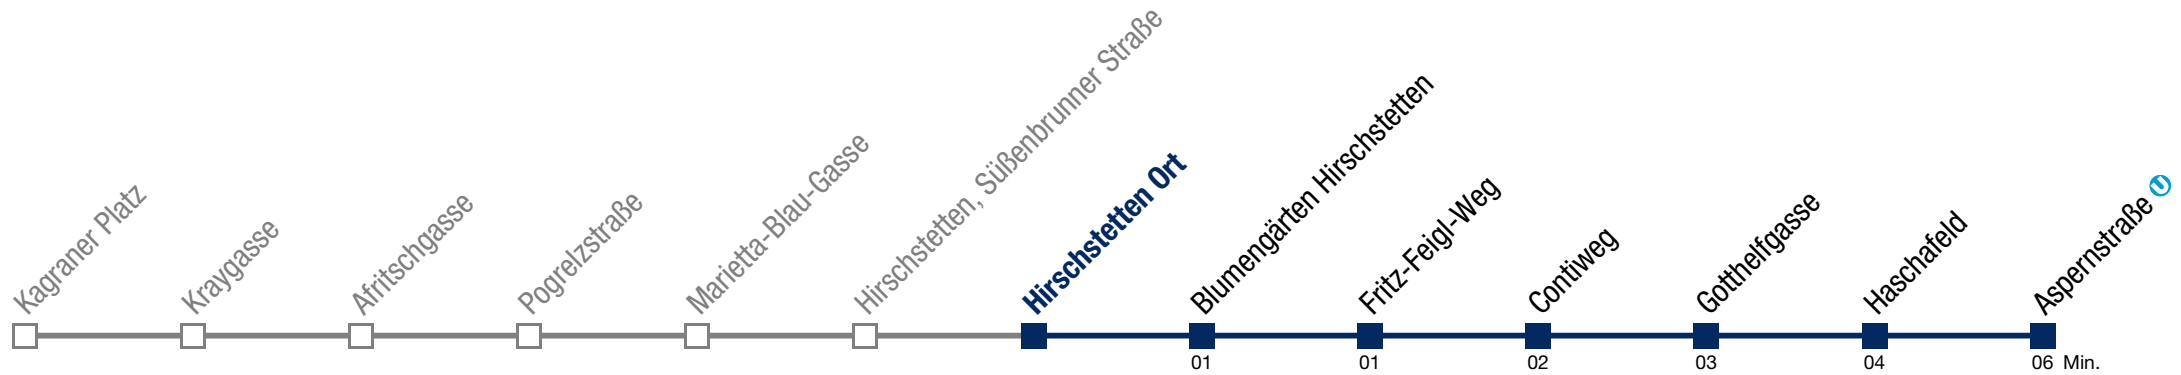 Kagraner Platz
Kraygasse
Afritschgasse
Pogrelzstraße
Marietta-Blau-Gasse
Hirschstetten, Süßenbrunner Straße
Hirschstetten Ort
Blumengärten Hirschstetten
Fritz-Feigl-Weg
Contiweg
Gotthelfgasse
Haschafeld
Aspernstraße U
01 01 02 03 04 06 Min.